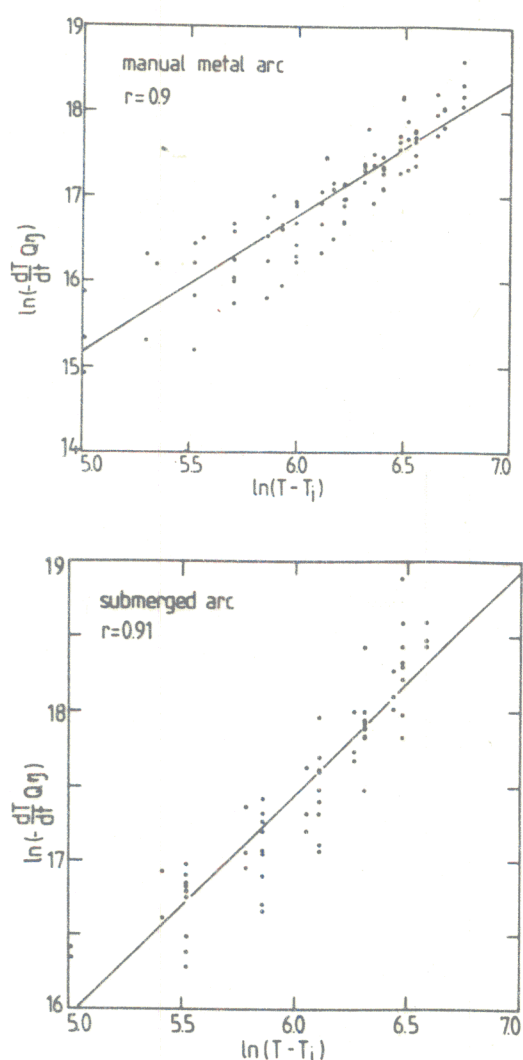 19
manual metal arc
r=0.9
18
17
16
15
14
ln(-dT/dt Qη)
5.0 5.5 6.0 6.5 7.0
ln(T-Ti)
19
submerged arc
r=0.91
18
17
16
ln(-dT/dt Qη)
5.0 5.5 6.0 6.5 7.0
ln(T-Ti)